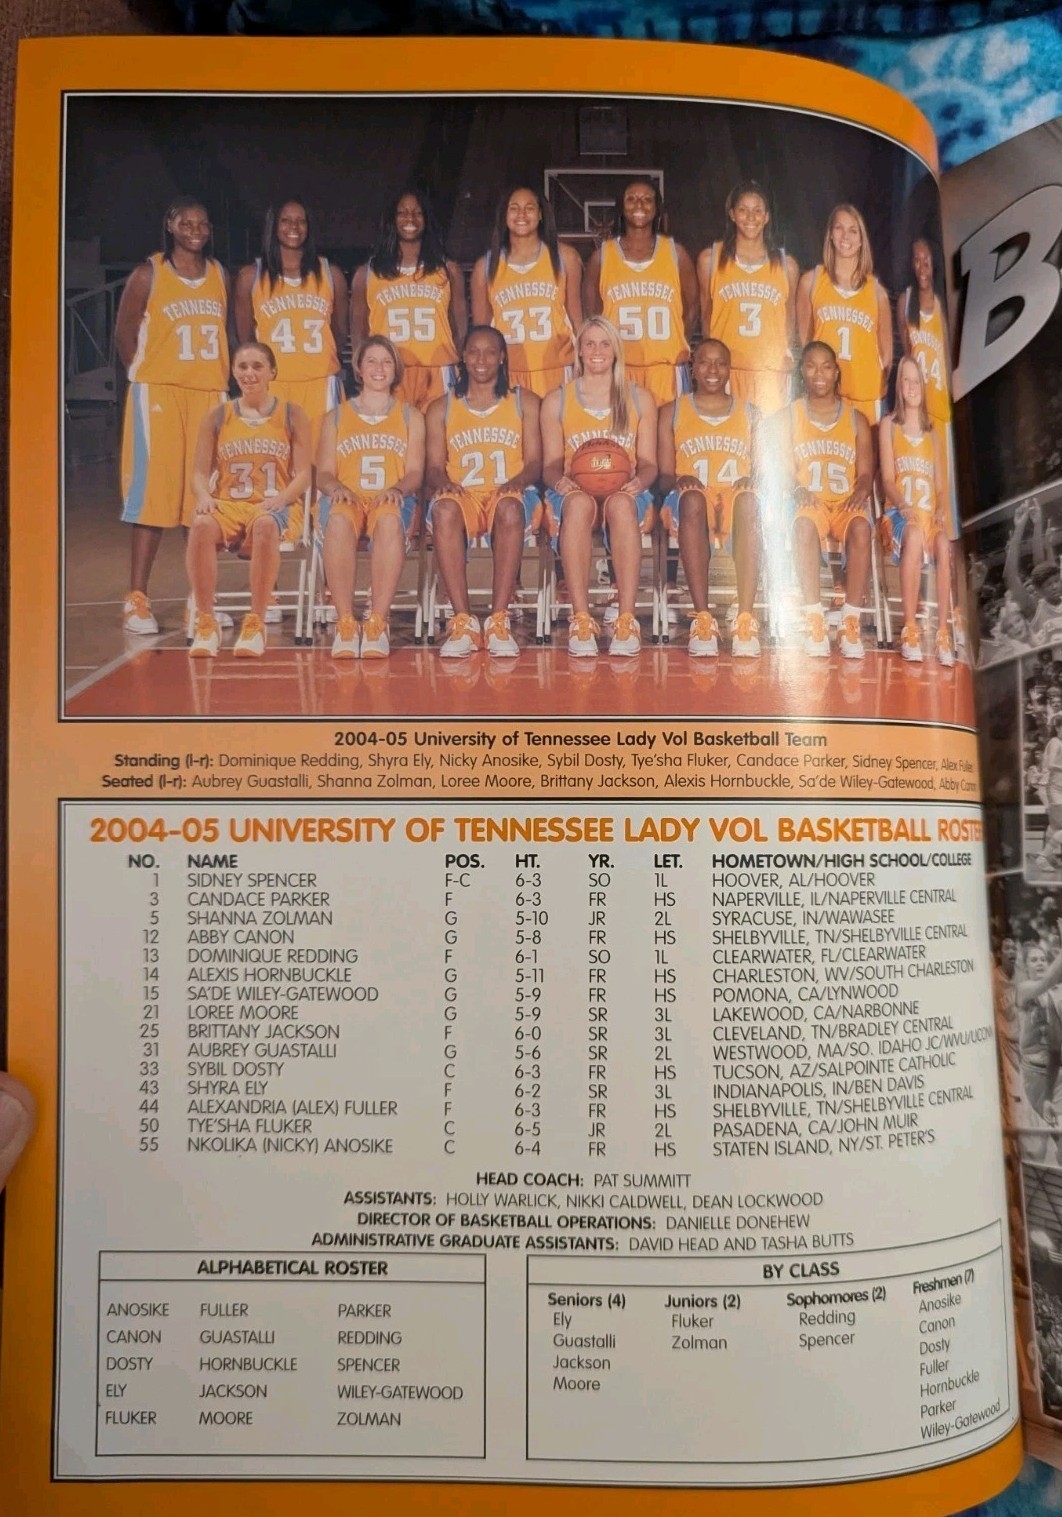 TENNESSEE 13
TENNESSEE 43
TENNESSEE 55
TENNESSEE 33
TENNESSEE 50
TENNESSEE 3
TENNESSEE 1
44
TENNESSEE 31
TENNESSEE 5
TENNESSEE 21
TENNESSEE
TENNESSEE 14
TENNESSEE 15
TENNESSEE 12
B
2004-05 University of Tennessee Lady Vol Basketball Team
Standing (l-r): Dominique Redding, Shyra Ely, Nicky Anosike, Sybil Dosty, Tye'sha Fluker, Candace Parker, Sidney Spencer, Alex Fuller
Seated (l-r): Aubrey Guastalli, Shanna Zolman, Loree Moore, Brittany Jackson, Alexis Hornbuckle, Sa'de Wiley-Gatewood, Abby Canon
2004-05 UNIVERSITY OF TENNESSEE LADY VOL BASKETBALL ROSTE
NO. NAME POS. HT. YR. LET. HOMETOWN/HIGH SCHOOL/COLLEGE
1 SIDNEY SPENCER F-C 6-3 SO 1L HOOVER, AL/HOOVER
3 CANDACE PARKER F 6-3 FR HS NAPERVILLE, IL/NAPERVILLE CENTRAL
5 SHANNA ZOLMAN G 5-10 JR 2L SYRACUSE, IN/WAWASEE
12 ABBY CANON G 5-8 FR HS SHELBYVILLE, TN/SHELBYVILLE CENTRAL
13 DOMINIQUE REDDING F 6-1 SO 1L CLEARWATER, FL/CLEARWATER
14 ALEXIS HORNBUCKLE G 5-11 FR HS CHARLESTON, WV/SOUTH CHARLESTON
15 SA'DE WILEY-GATEWOOD G 5-9 FR HS POMONA, CA/LYNWOOD
21 LOREE MOORE G 5-9 SR 3L LAKEWOOD, CA/NARBONNE
25 BRITTANY JACKSON F 6-0 SR 3L CLEVELAND, TN/BRADLEY CENTRAL
31 AUBREY GUASTALLI G 5-6 SR 2L WESTWOOD, MA/SO. IDAHO JC/WVU/UCONN
33 SYBIL DOSTY C 6-3 FR HS TUCSON, AZ/SALPOINTE CATHOLIC
43 SHYRA ELY F 6-2 SR 3L INDIANAPOLIS, IN/BEN DAVIS
44 ALEXANDRIA (ALEX) FULLER F 6-3 FR HS SHELBYVILLE, TN/SHELBYVILLE CENTRAL
50 TYE'SHA FLUKER C 6-5 JR 2L PASADENA, CA/JOHN MUIR
55 NKOLIKA (NICKY) ANOSIKE C 6-4 FR HS STATEN ISLAND, NY/ST. PETER'S
HEAD COACH: PAT SUMMITT
ASSISTANTS: HOLLY WARLICK, NIKKI CALDWELL, DEAN LOCKWOOD
DIRECTOR OF BASKETBALL OPERATIONS: DANIELLE DONEHEW
ADMINISTRATIVE GRADUATE ASSISTANTS: DAVID HEAD AND TASHA BUTTS
ALPHABETICAL ROSTER
ANOSIKE FULLER PARKER
CANON GUASTALLI REDDING
DOSTY HORNBUCKLE SPENCER
ELY JACKSON WILEY-GATEWOOD
FLUKER MOORE ZOLMAN
BY CLASS
Seniors (4)
Ely
Guastalli
Jackson
Moore
Juniors (2)
Fluker
Zolman
Sophomores (2)
Redding
Spencer
Freshmen (7)
Anosike
Canon
Dosty
Fuller
Hornbuckle
Parker
Wiley-Gatewood